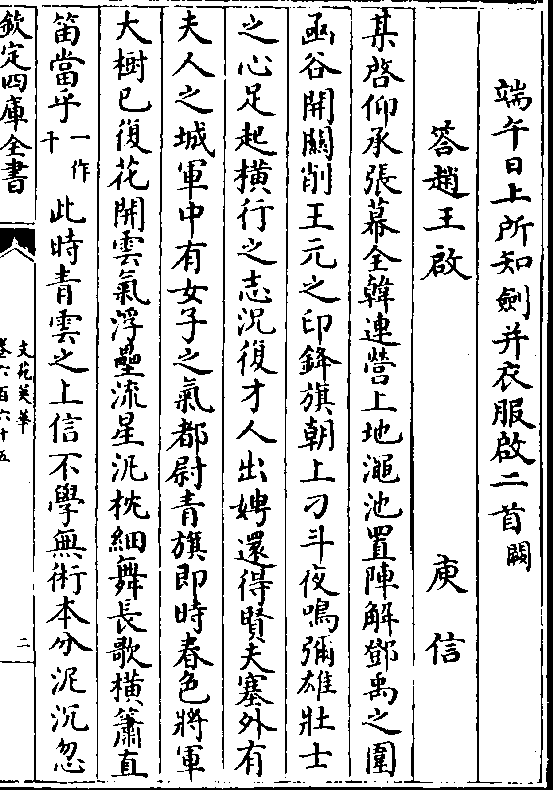 端午日上所知劍并衣服啟二首闕
答趙王啟 庾信
某啓仰承張幕全韓連營上地澠池置陣解鄧禹之圍
函谷開關削王元之印鋒旗朝上刁斗夜鳴彌雄壯士
之心足起橫行之志況復才人出娉還得賢夫塞外有
夫人之城軍中有女子之氣都尉青旗即時春色將軍
大樹已復花開雲氣浮壘流星汎枕細舞長歌橫簫直
笛當乎一作干此時青雲之上信不學無術本分泥沉忽
欽定四庫全書
文苑英華
卷六百六十五
二